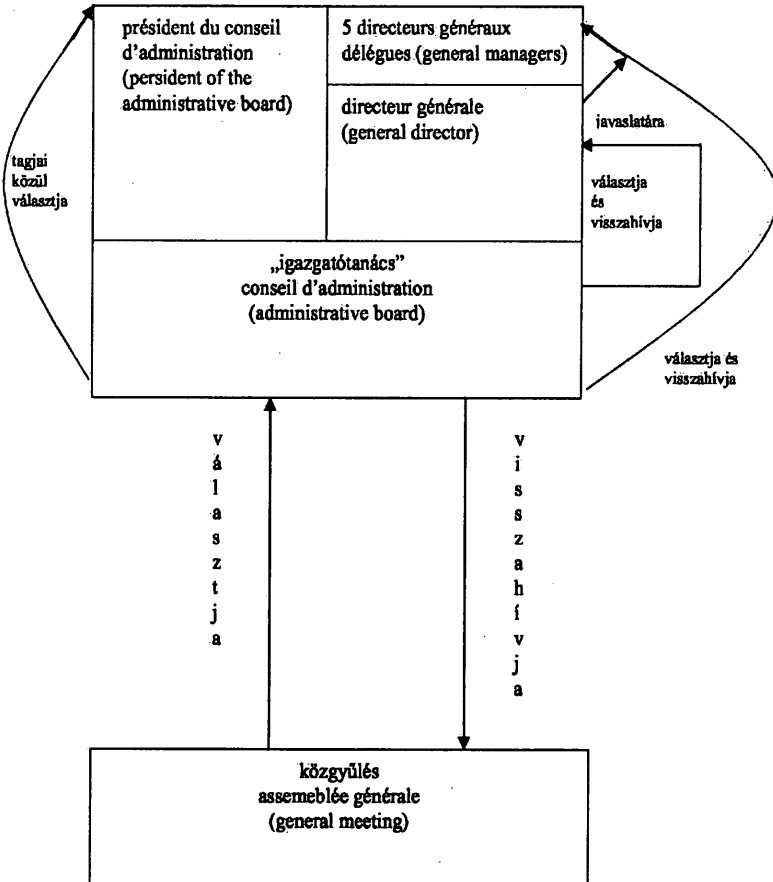 président du conseil
d'administration
(persident of the
administrative board)
5 directeurs généraux
délégues (general managers)
directeur générale
(general director)
javaslatára
tagjai
közül
választja
választja
és
visszahívja
„igazgatótanács”
conseil d'administration
(administrative board)
választja és
visszahívja
választja
visszahívja
közgyűlés
assemeblée générale
(general meeting)